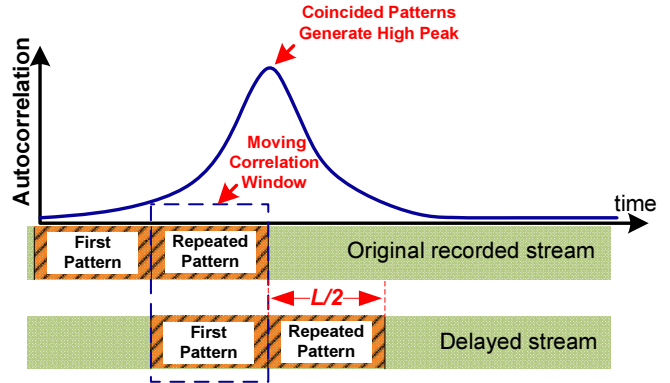 Coincided Patterns
Generate High Peak
Autocorrelation
Moving
Correlation
Window
time
First
Pattern
Repeated
Pattern
Original recorded stream
L/2
First
Pattern
Repeated
Pattern
Delayed stream